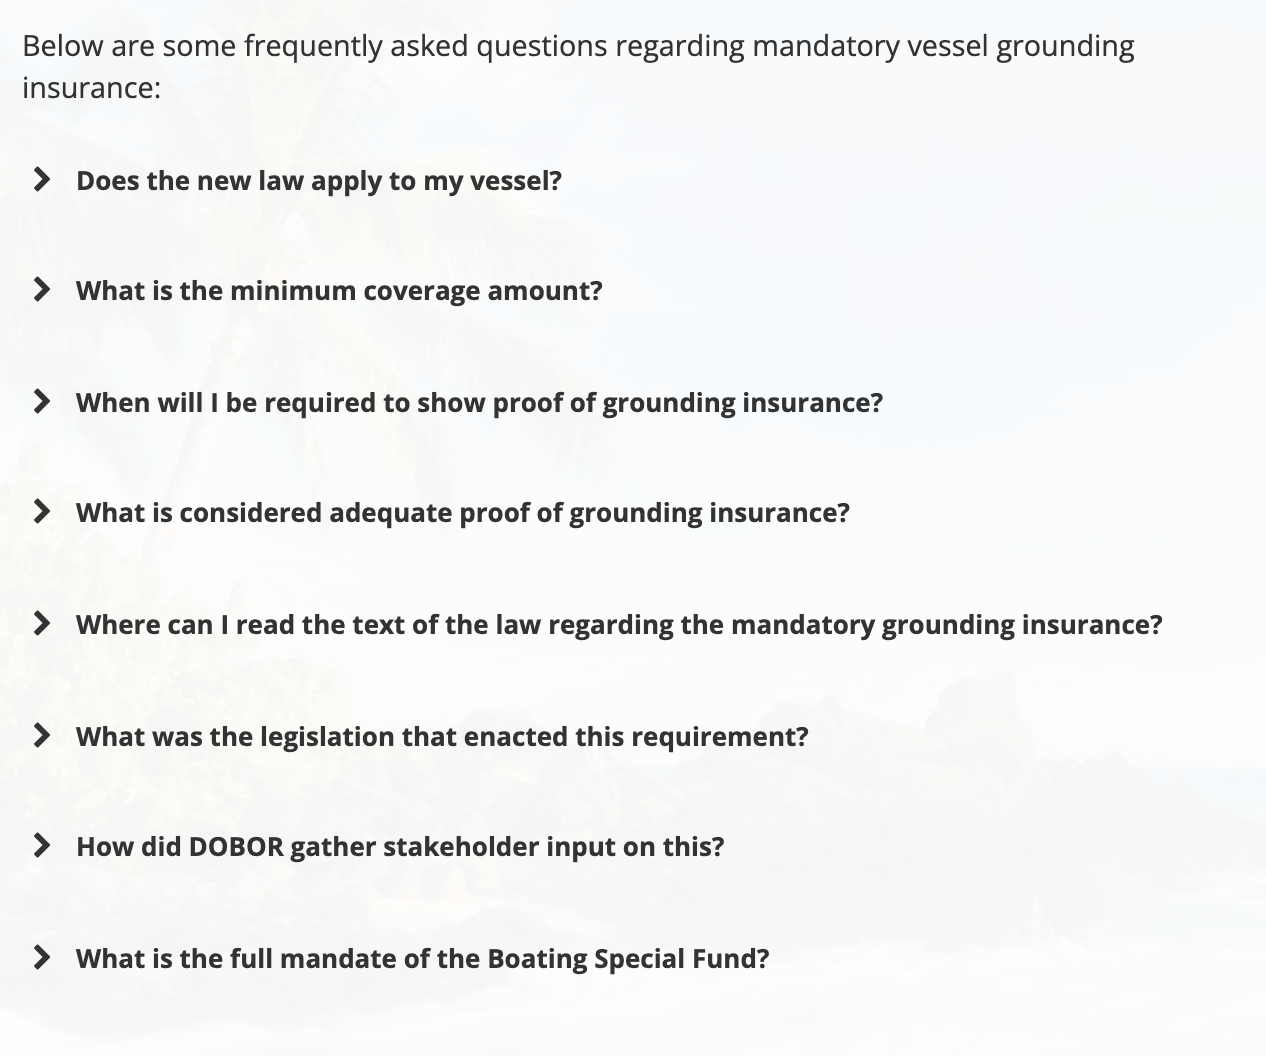 Below are some frequently asked questions regarding mandatory vessel grounding
insurance:
Does the new law apply to my vessel?
What is the minimum coverage amount?
When will I be required to show proof of grounding insurance?
What is considered adequate proof of grounding insurance?
Where can I read the text of the law regarding the mandatory grounding insurance?
What was the legislation that enacted this requirement?
How did DOBOR gather stakeholder input on this?
What is the full mandate of the Boating Special Fund?